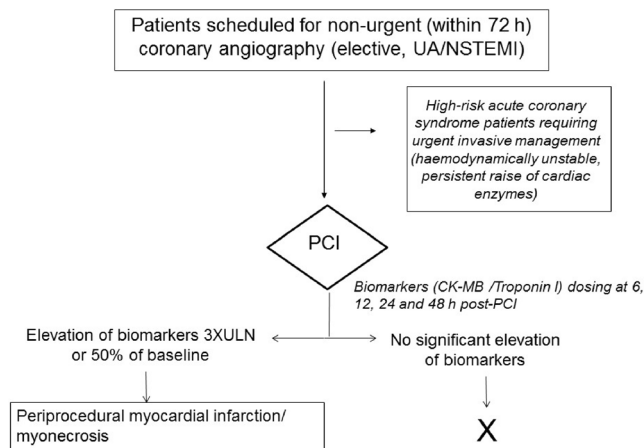 Patients scheduled for non-urgent (within 72 h)
coronary angiography (elective, UA/NSTEMI)
High-risk acute coronary
syndrome patients requiring
urgent invasive management
(haemodynamically unstable,
persistent raise of cardiac
enzymes)
PCI
Biomarkers (CK-MB /Troponin I) dosing at 6,
12, 24 and 48 h post-PCI
Elevation of biomarkers 3XULN
or 50% of baseline
No significant elevation
of biomarkers
Periprocedural myocardial infarction/
myonecrosis
X